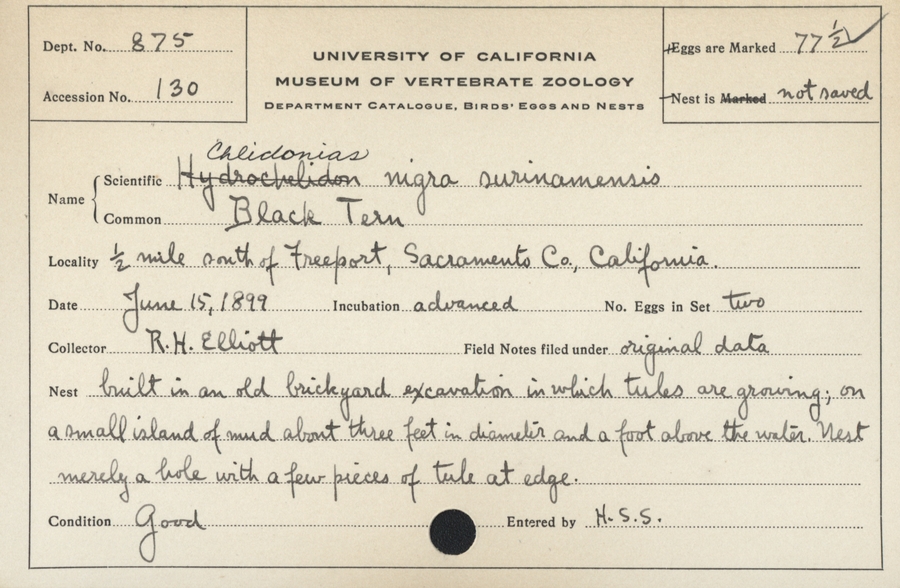 Dept. No. 875
Accession No. 130
UNIVERSITY OF CALIFORNIA
MUSEUM OF VERTEBRATE ZOOLOGY
DEPARTMENT CATALOGUE, BIRDS' EGGS AND NESTS
Eggs are Marked 77 1/2
Nest is Marked not saved
Chlidonias
Name Scientific Hydrochelidon nigra surinamensis
Common Black Tern
Locality 1/2 mile south of Freeport, Sacramento Co., California.
Date June 15, 1899 Incubation advanced No. Eggs in Set two
Collector R.H. Elliott Field Notes filed under original data
Nest built in an old brickyard excavation in which tules are growing; on
a small island of mud about three feet in diameter and a foot above the water. Nest
merely a hole with a few pieces of tule at edge.
Condition Good Entered by H.S.S.